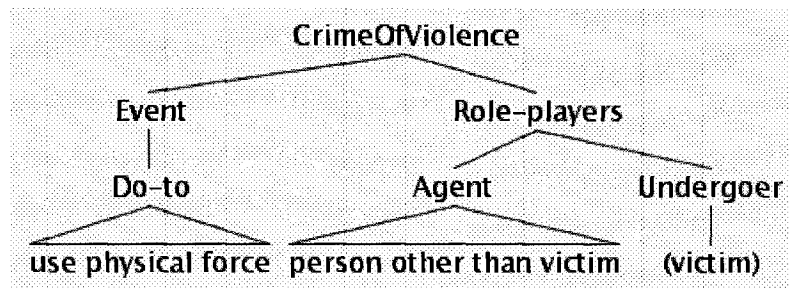 CrimeOfViolence
Event Role-players
Do-to Agent Undergoer
use physical force person other than victim (victim)